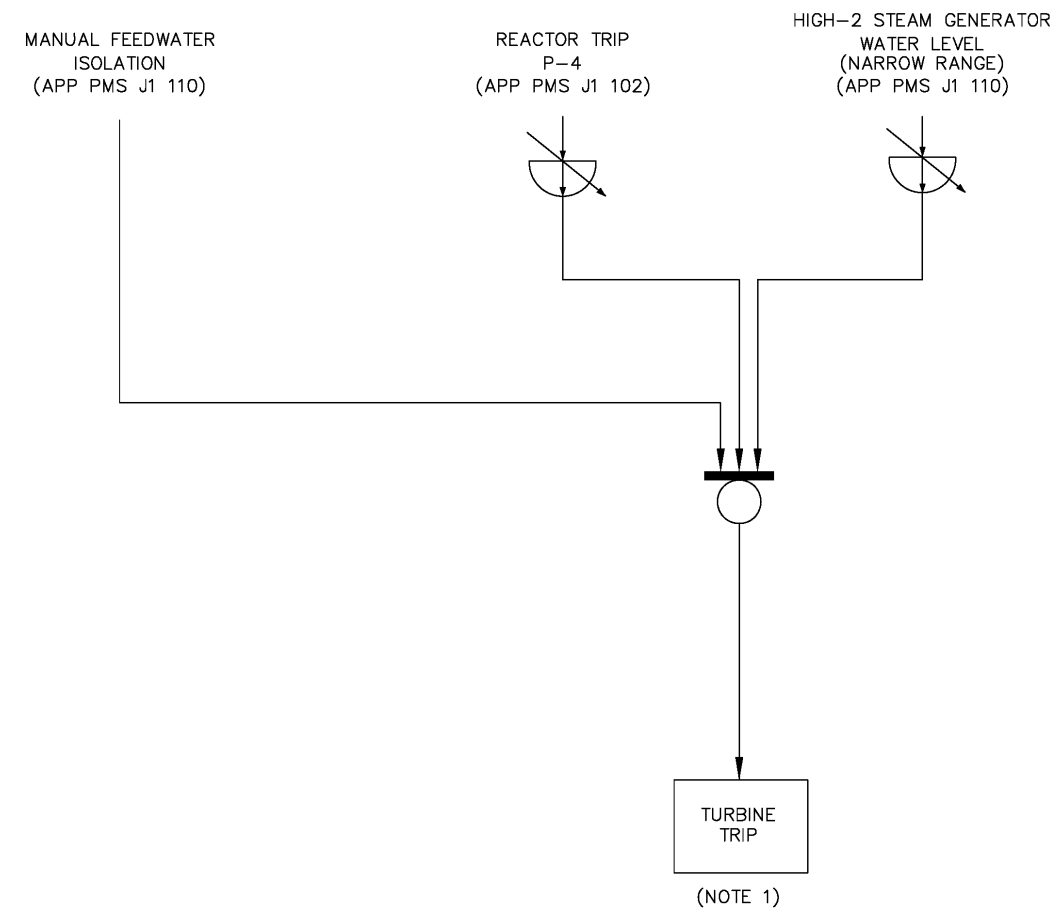 MANUAL FEEDWATER
ISOLATION
(APP PMS J1 110)
REACTOR TRIP
P-4
(APP PMS J1 102)
HIGH-2 STEAM GENERATOR
WATER LEVEL
(NARROW RANGE)
(APP PMS J1 110)
TURBINE
TRIP
(NOTE 1)